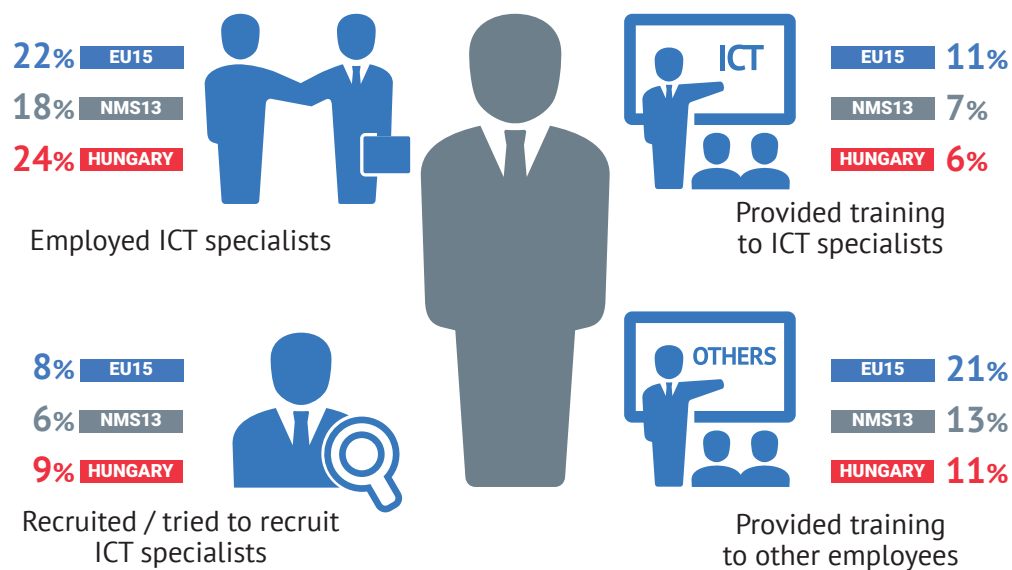 22% EU15
18% NMS13
24% HUNGARY
Employed ICT specialists
ICT
EU15 11%
NMS13 7%
HUNGARY 6%
Provided training
to ICT specialists
8% EU15
6% NMS13
9% HUNGARY
Recruited / tried to recruit
ICT specialists
OTHERS
EU15 21%
NMS13 13%
HUNGARY 11%
Provided training
to other employees